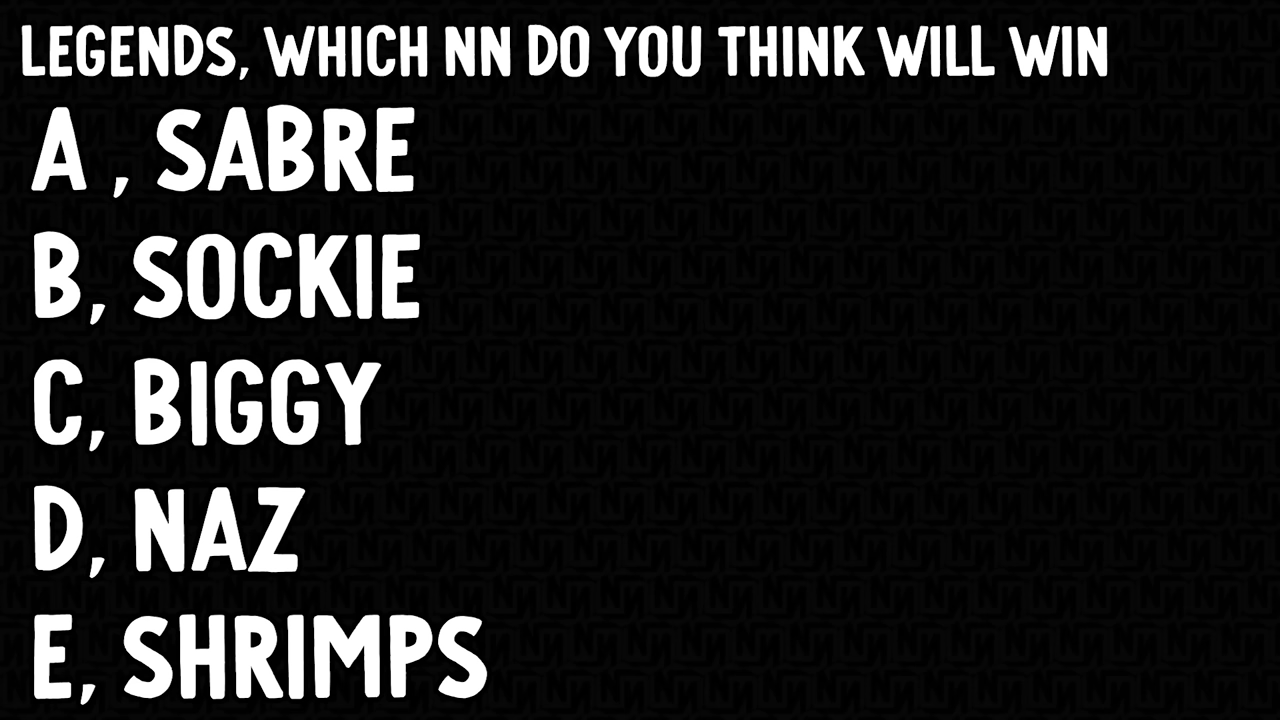 LEGENDS, WHICH NN DO YOU THINK WILL WIN
A , SABRE
B, SOCKIE
C, BIGGY
D, NAZ
E, SHRIMPS